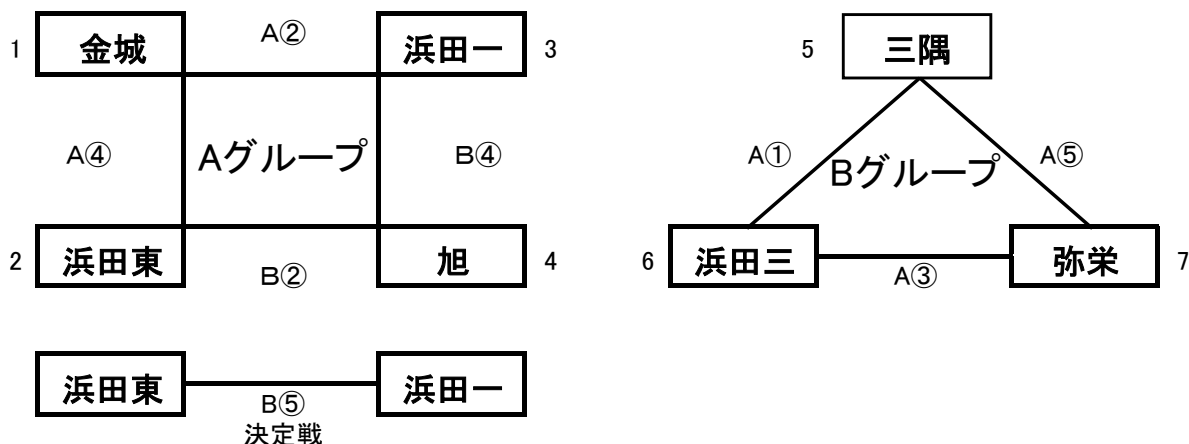 1 金城 A② 浜田一 3
A④ Aグループ B④
2 浜田東 B② 旭 4
5 三隅
A① Bグループ A⑤
6 浜田三 A③ 弥栄 7
浜田東 B⑤ 浜田一
決定戦